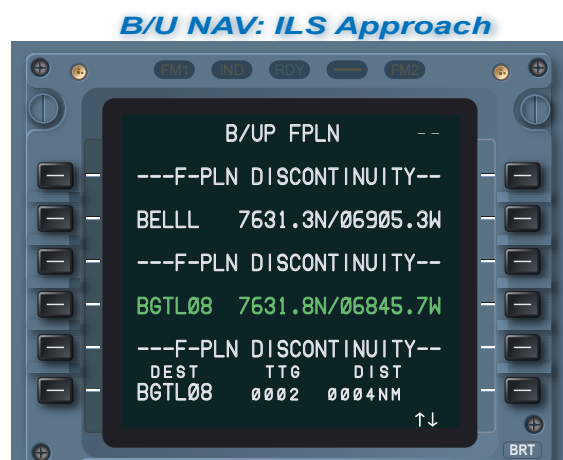 B/U NAV: ILS Approach
FM1 IND RDY FM2
B/UP FPLN --
---F-PLN DISCONTINUITY--
BELLL 7631.3N/06905.3W
---F-PLN DISCONTINUITY--
BGTL08 7631.8N/06845.7W
---F-PLN DISCONTINUITY--
DEST TTG DIST
BGTL08 0002 0004NM
↑↓
BRT